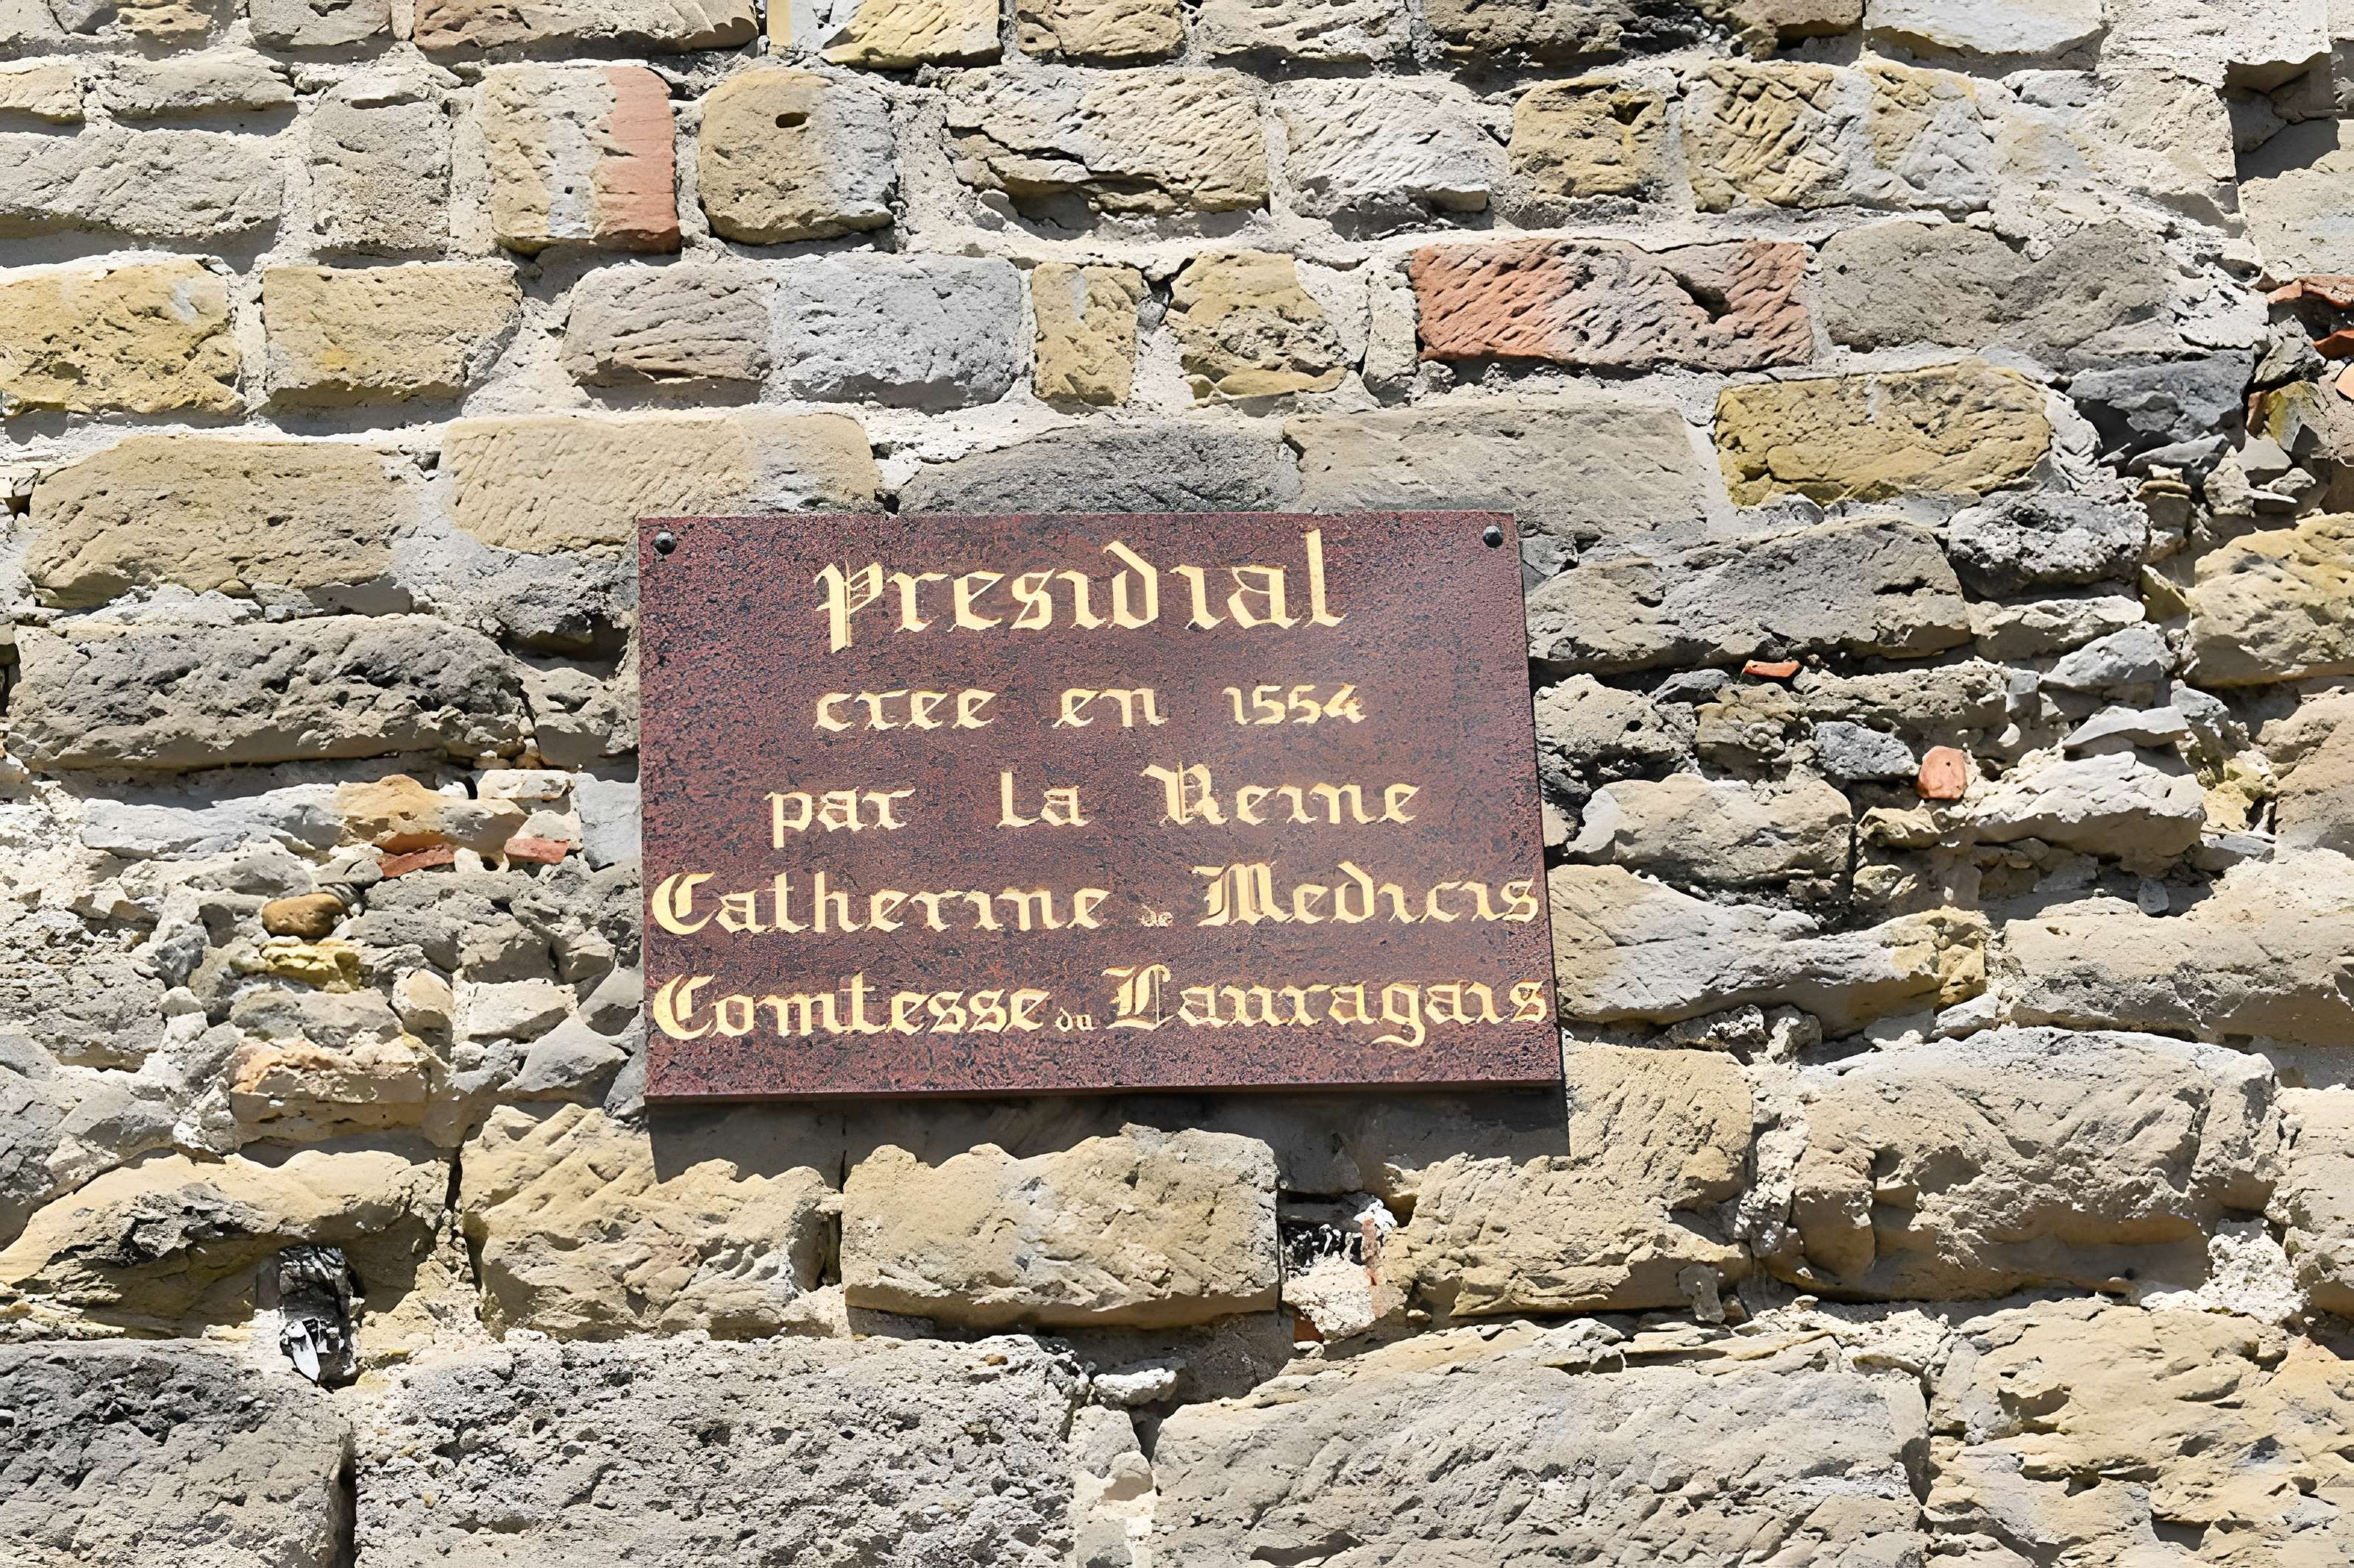 Presidial
cree en 1554
par la Reine
Catherine de Medicis
Comtesse du Lauragais